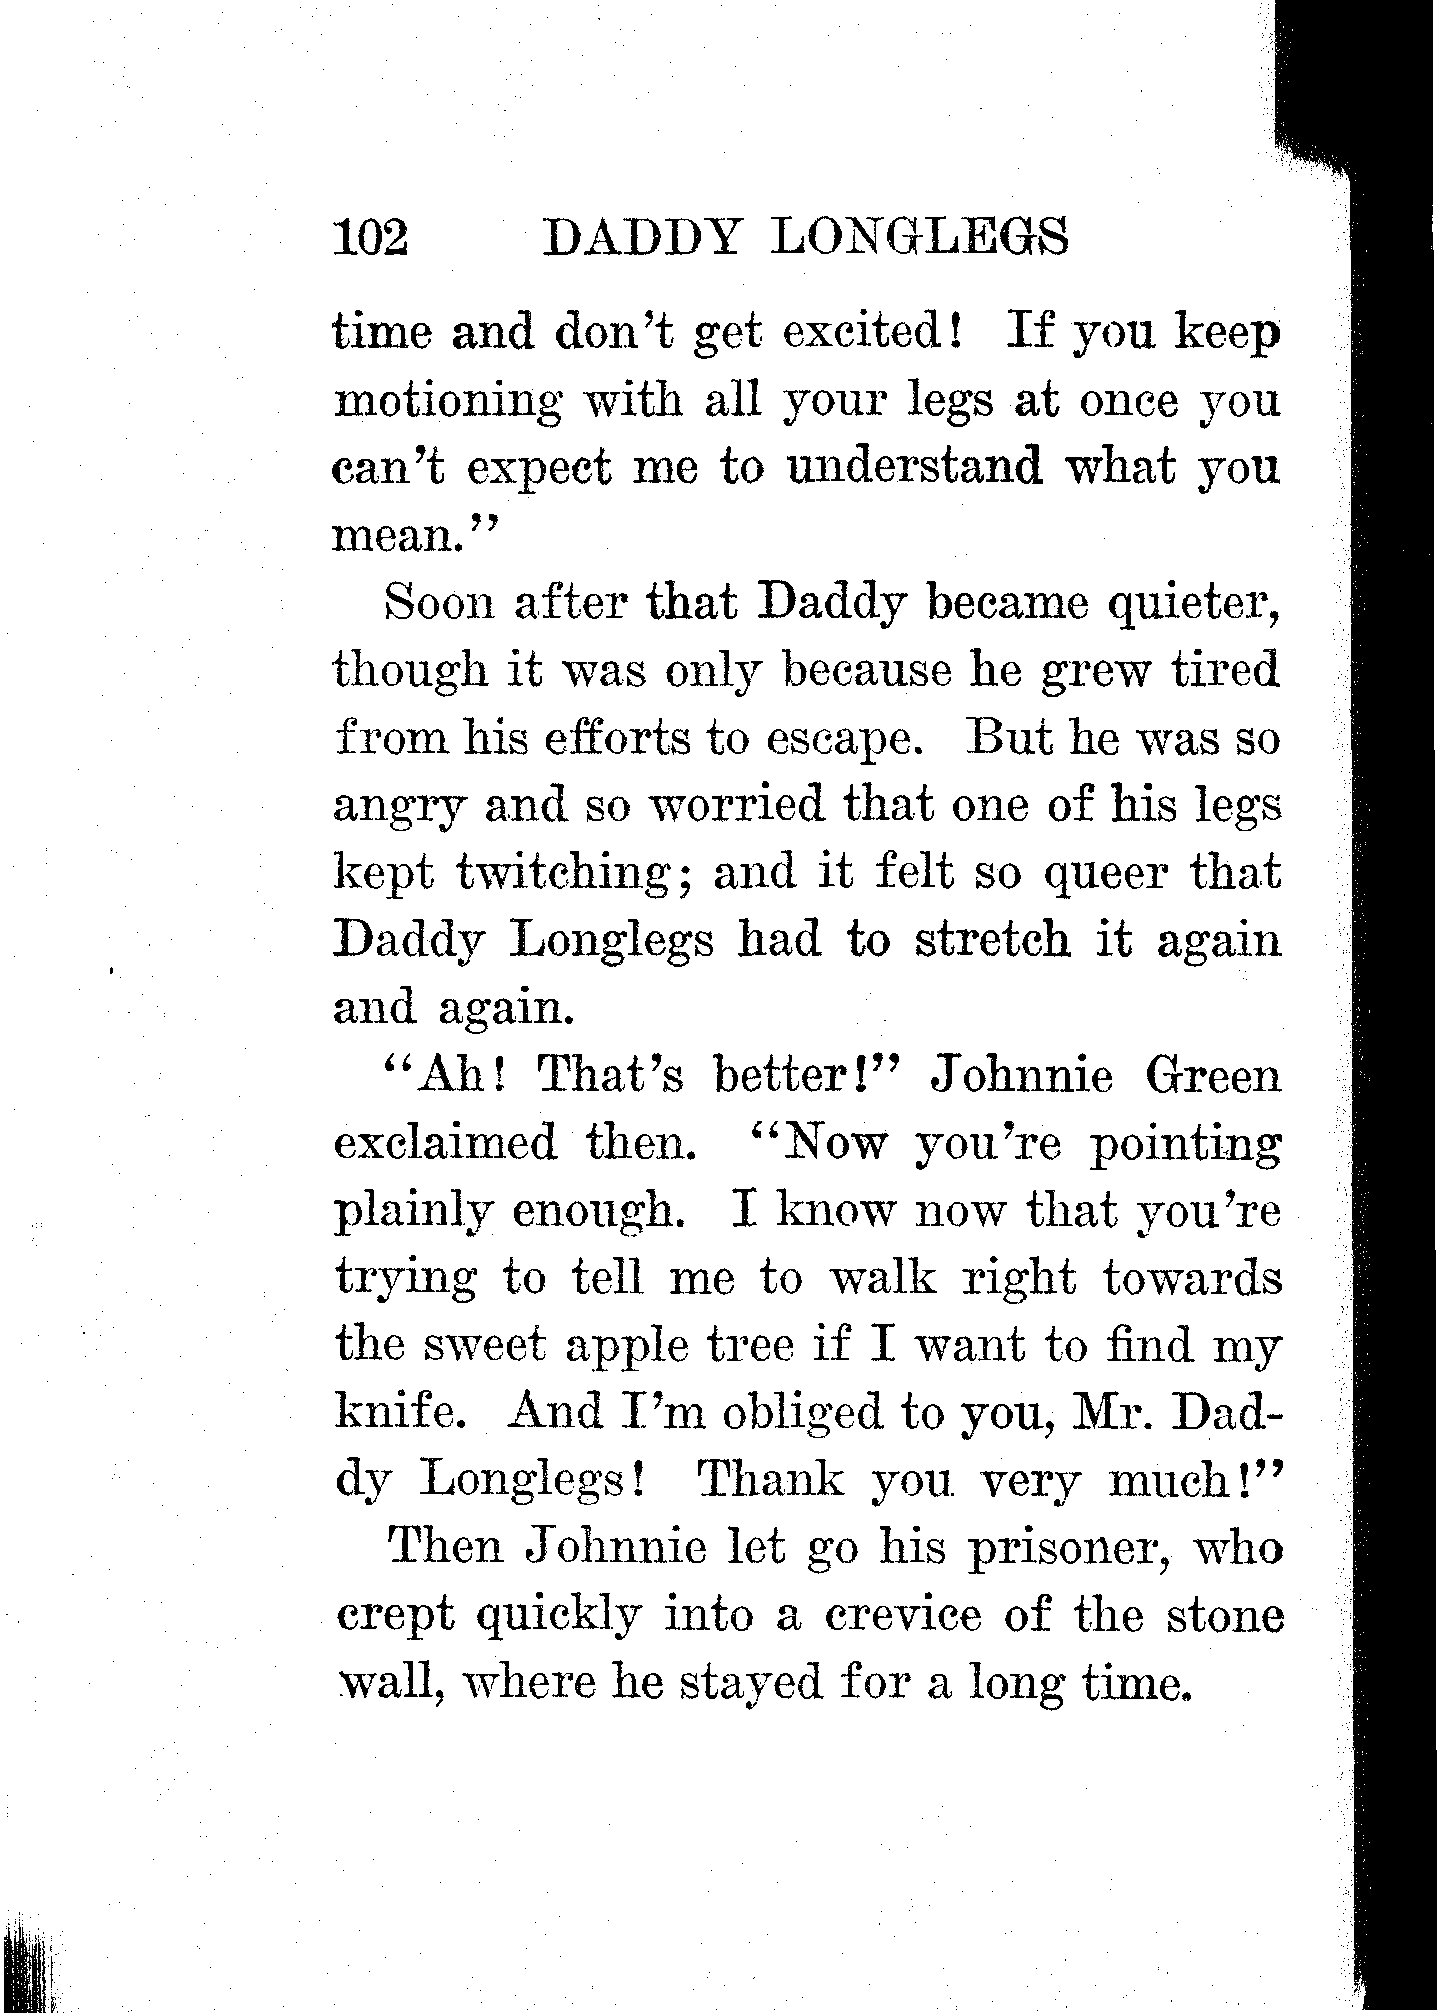 102 DADDY LONGLEGS
time and don't get excited! If you keep
motioning with all your legs at once you
can't expect me to understand what you
mean."
Soon after that Daddy became quieter,
though it was only because he grew tired
from his efforts to escape. But he was so
angry and so worried that one of his legs
kept twitching; and it felt so queer that
Daddy Longlegs had to stretch it again
and again.
"Ah! That's better!" Johnnie Green
exclaimed then. "Now you're pointing
plainly enough. I know now that you're
trying to tell me to walk right towards
the sweet apple tree if I want to find my
knife. And I'm obliged to you, Mr. Dad-
dy Longlegs! Thank you very much!"
Then Johnnie let go his prisoner, who
crept quickly into a crevice of the stone
wall, where he stayed for a long time.